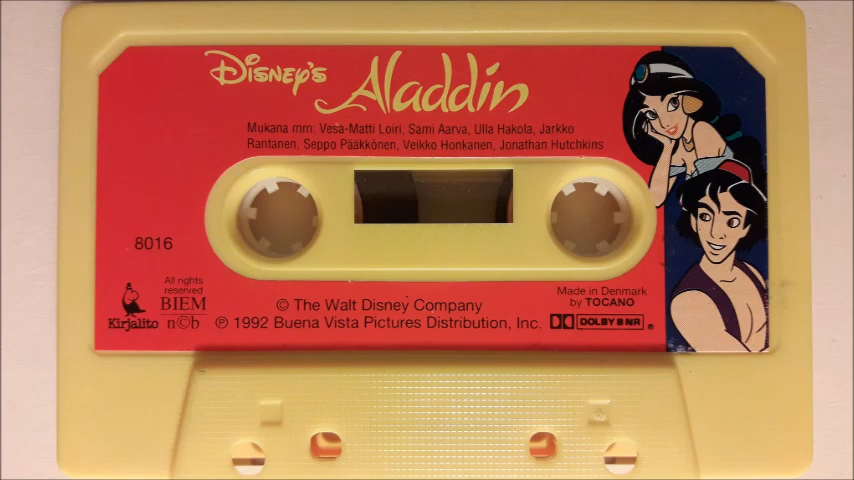 Disney's
Aladdin
Mukana mm: Vesa-Matti Loiri, Sami Aarva, Ulla Hakola, Jarkko
Rantanen, Seppo Pääkkönen, Veikko Honkanen, Jonathan Hutchkins
8016
All rights
reserved
BIEM
n©b
Kirjalito
© The Walt Disney Company
℗ 1992 Buena Vista Pictures Distribution, Inc.
Made in Denmark
by TOCANO
DOLBY B NR